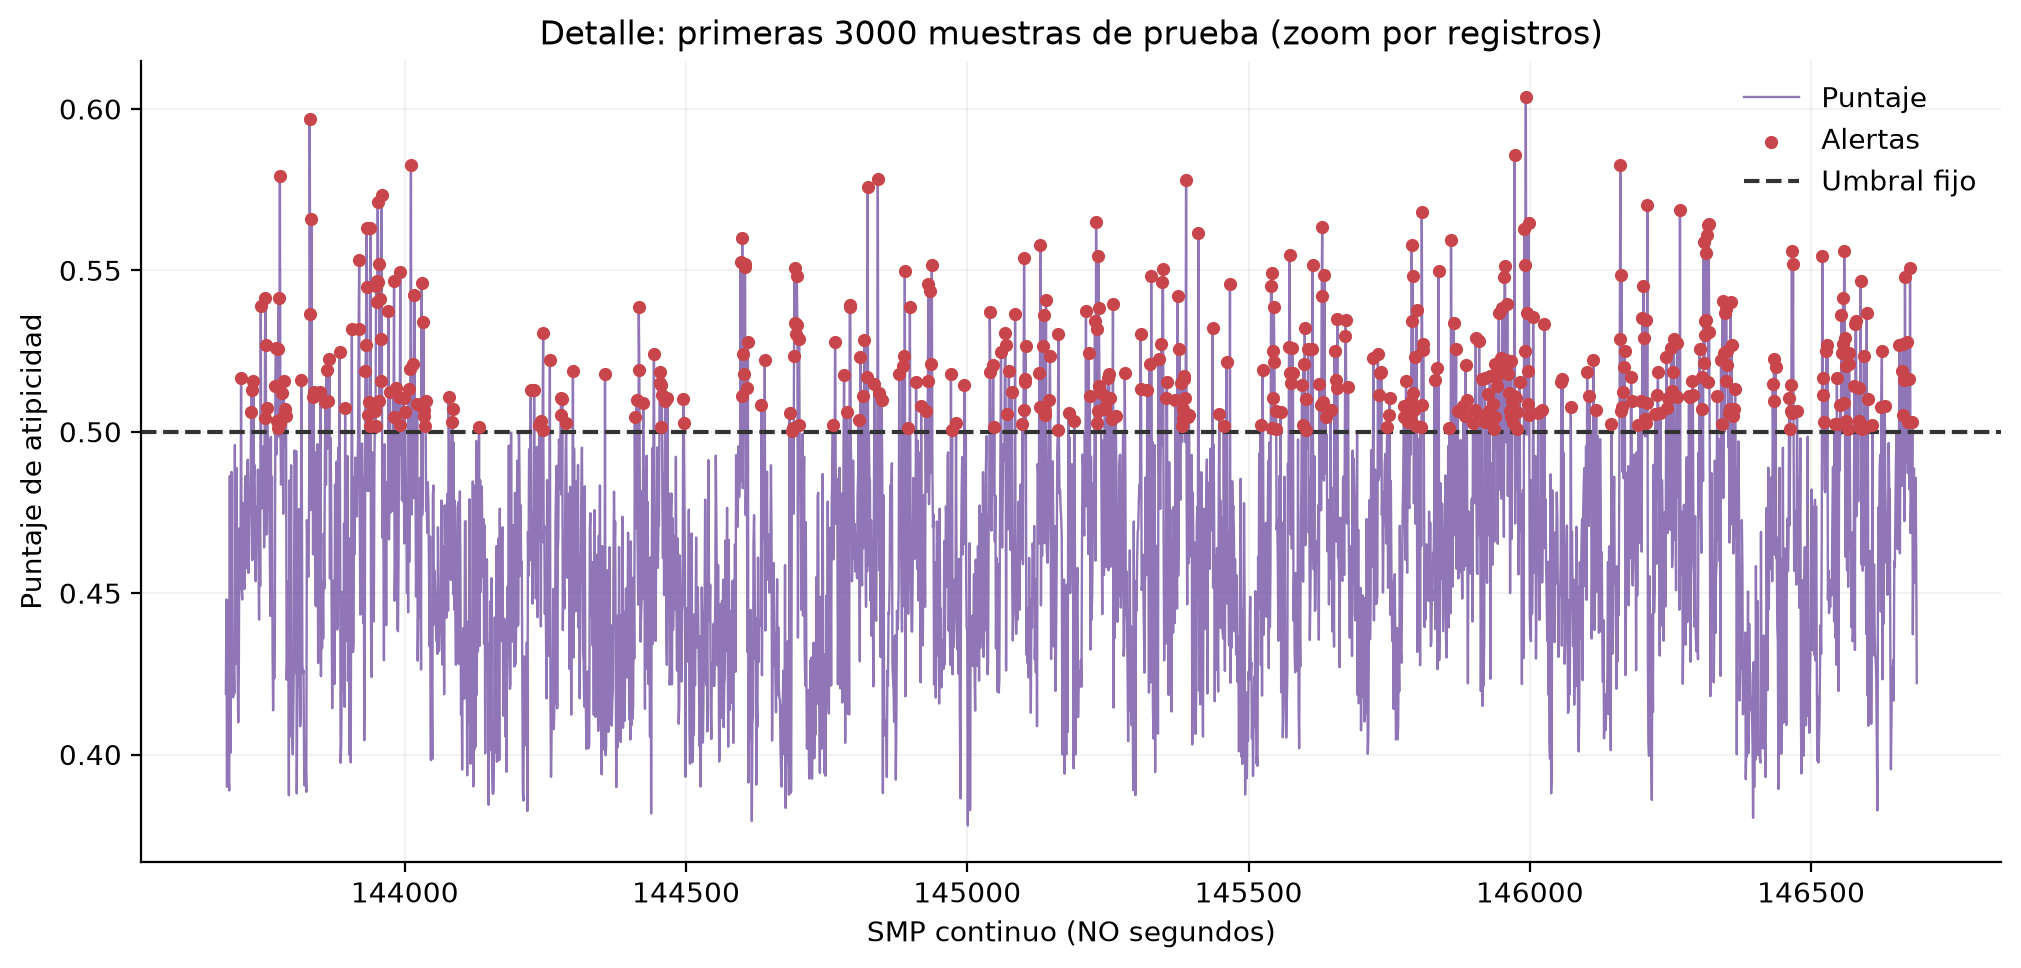 Detalle: primeras 3000 muestras de prueba (zoom por registros)
Puntaje
Alertas
Umbral fijo
Puntaje de atipicidad
0.60
0.55
0.50
0.45
0.40
144000
144500
145000
145500
146000
146500
SMP continuo (NO segundos)